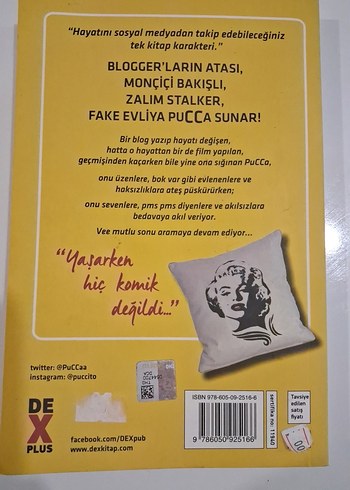 “Hayatını sosyal medyadan takip edebileceğiniz
tek kitap karakteri.”
BLOGGER'LARIN ATASI,
MONÇİÇİ BAKIŞLI,
ZALIM STALKER,
FAKE EVLİYA PUCCA SUNAR!
Bir blog yazıp hayatı değişen,
hatta o hayattan bir de film yapılan,
geçmişinden kaçarken bile yine ona sığınan PuCCa,
onu üzenlere, bok var gibi evlenenlere ve
haksızlıklara ateş püskürürken;
onu sevenlere, pms pms diyenlere ve akılsızlara
bedavaya akıl veriyor.
Vee mutlu sonu aramaya devam ediyor...
“Yaşarken
hiç komik
değildi...”
twitter: @PuCCaa
instagram: @puccito
DE
X
PLUS
facebook.com/DEXpub
www.dexkitap.com
ISBN 978-605-09-2516-6
9 786050 925166
sertifika no: 11940
Tavsiye
edilen
satış
fiyatı